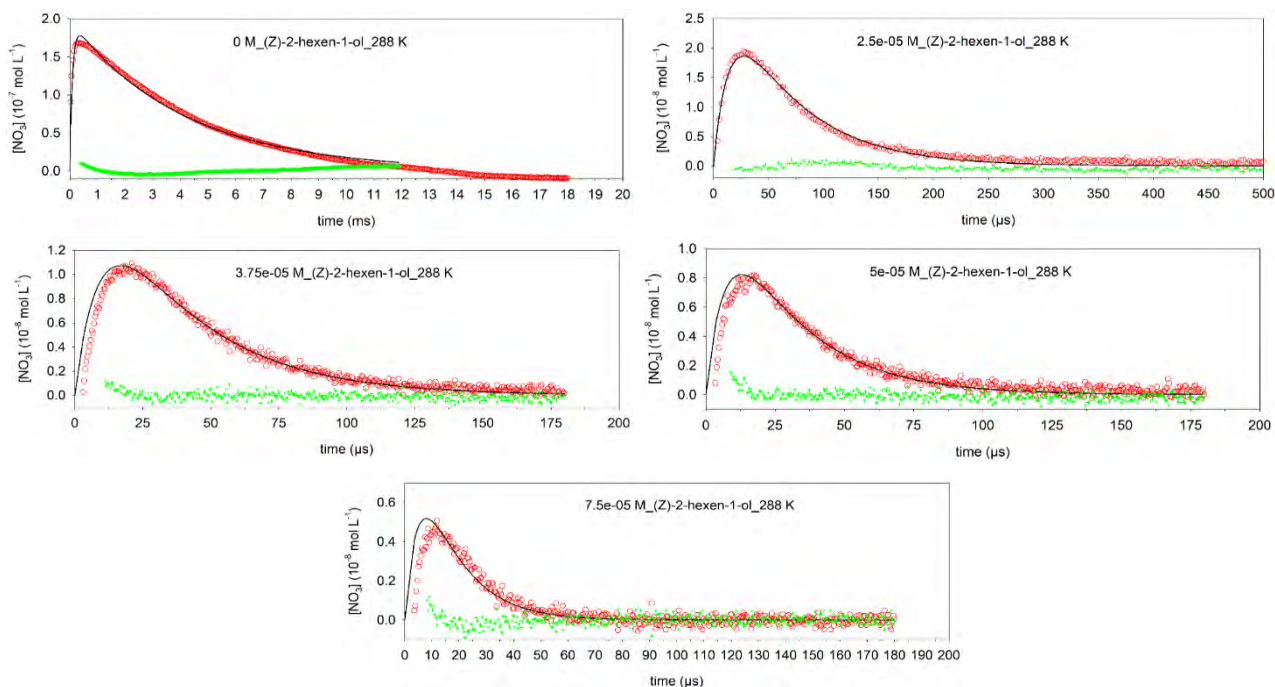 0 M_(Z)-2-hexen-1-ol_288 K
[NO3] (10-7 mol L-1)
2.0
1.5
1.0
0.5
0.0
0 1 2 3 4 5 6 7 8 9 10 11 12 13 14 15 16 17 18 19 20
time (ms)
2.5e-05 M_(Z)-2-hexen-1-ol_288 K
[NO3] (10-8 mol L-1)
2.5
2.0
1.5
1.0
0.5
0.0
0 50 100 150 200 250 300 350 400 450 500
time (µs)
3.75e-05 M_(Z)-2-hexen-1-ol_288 K
[NO3] (10-8 mol L-1)
1.2
1.0
0.8
0.6
0.4
0.2
0.0
0 25 50 75 100 125 150 175 200
time (µs)
5e-05 M_(Z)-2-hexen-1-ol_288 K
[NO3] (10-8 mol L-1)
1.0
0.8
0.6
0.4
0.2
0.0
0 25 50 75 100 125 150 175 200
time (µs)
7.5e-05 M_(Z)-2-hexen-1-ol_288 K
[NO3] (10-8 mol L-1)
0.6
0.4
0.2
0.0
0 10 20 30 40 50 60 70 80 90 100 110 120 130 140 150 160 170 180 190 200
time (µs)